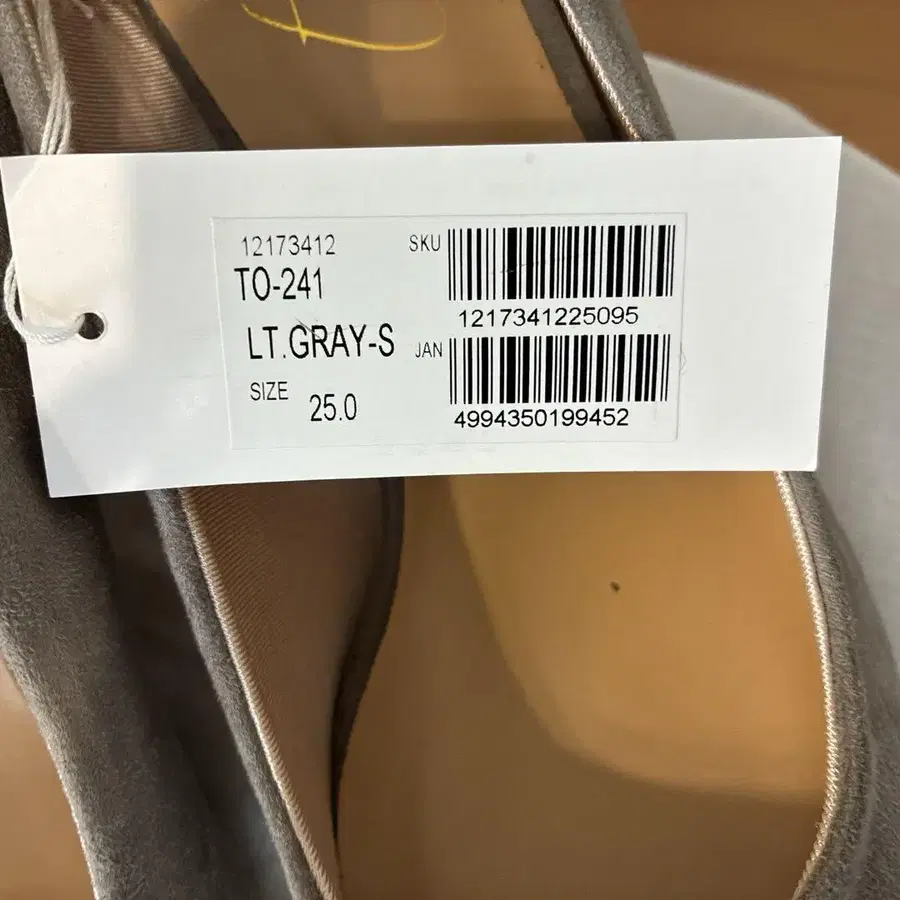 12173412
TO-241
LT.GRAY-S
SIZE 25.0
SKU
1217341225095
JAN
4994350199452